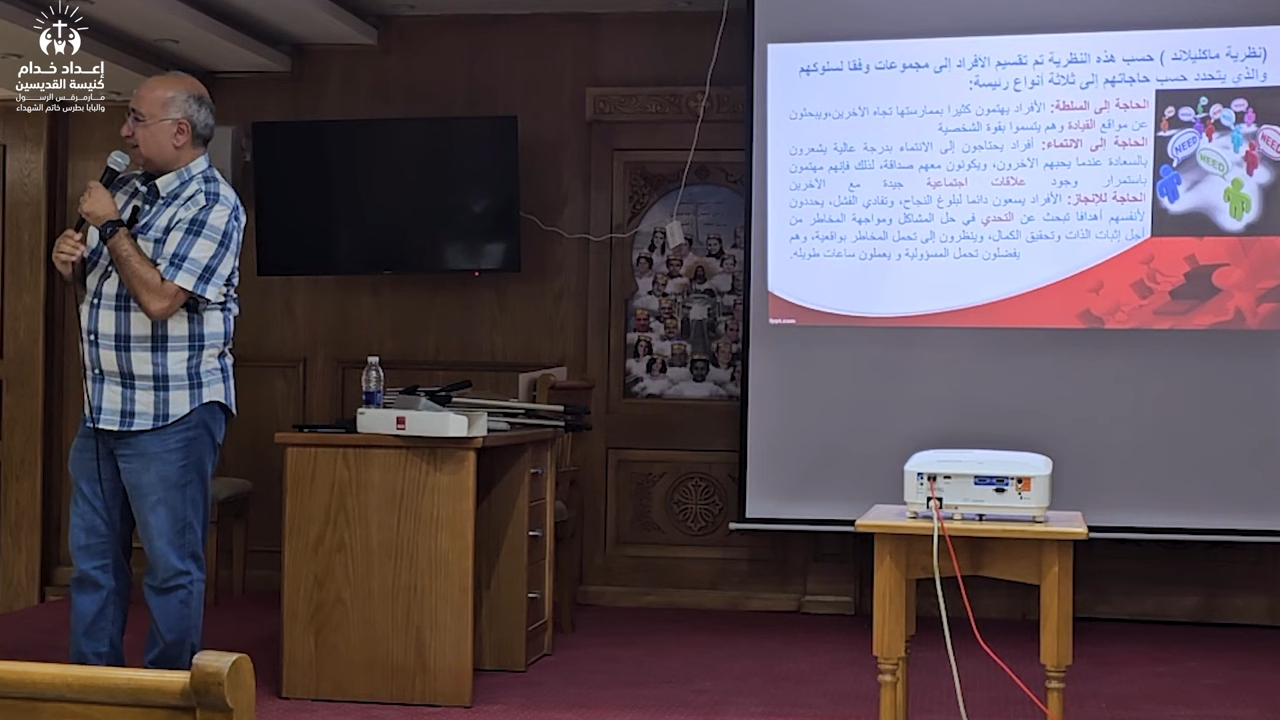 إعداد خدام
كنيسة القديسين
مارمرقس الرسول
والبابا بطرس خاتم الشهداء
(نظرية ماكليلاند ) حسب هذه النظرية تم تقسيم الأفراد إلى مجموعات وفقا لسلوكهم
والذي يتحدد حسب حاجاتهم إلى ثلاثة أنواع رئيسة:
الحاجة إلى السلطة: الأفراد يهتمون كثيرا بممارستها تجاه الآخرين،ويبحثون
عن مواقع القيادة وهم يتسموا بقوة الشخصية
الحاجة إلى الانتماء: أفراد يحتاجون إلى الانتماء بدرجة عالية يشعرون
بالسعادة عندما يحبهم الآخرون، ويكونون معهم صداقة، لذلك فإنهم مهتمون
باستمرار وجود علاقات اجتماعية جيدة مع الآخرين
الحاجة للإنجاز: الأفراد يسعون دائما لبلوغ النجاح، وتفادي الفشل، يحددون
لأنفسهم أهدافا تبحث عن التحدي في حل المشاكل ومواجهة المخاطر من
أجل إثبات الذات وتحقيق الكمال، وينظرون إلى تحمل المخاطر بواقعية، وهم
يفضلون تحمل المسؤولية و يعملون ساعات طويله.
NEED
NEED
NEED
fppt.com